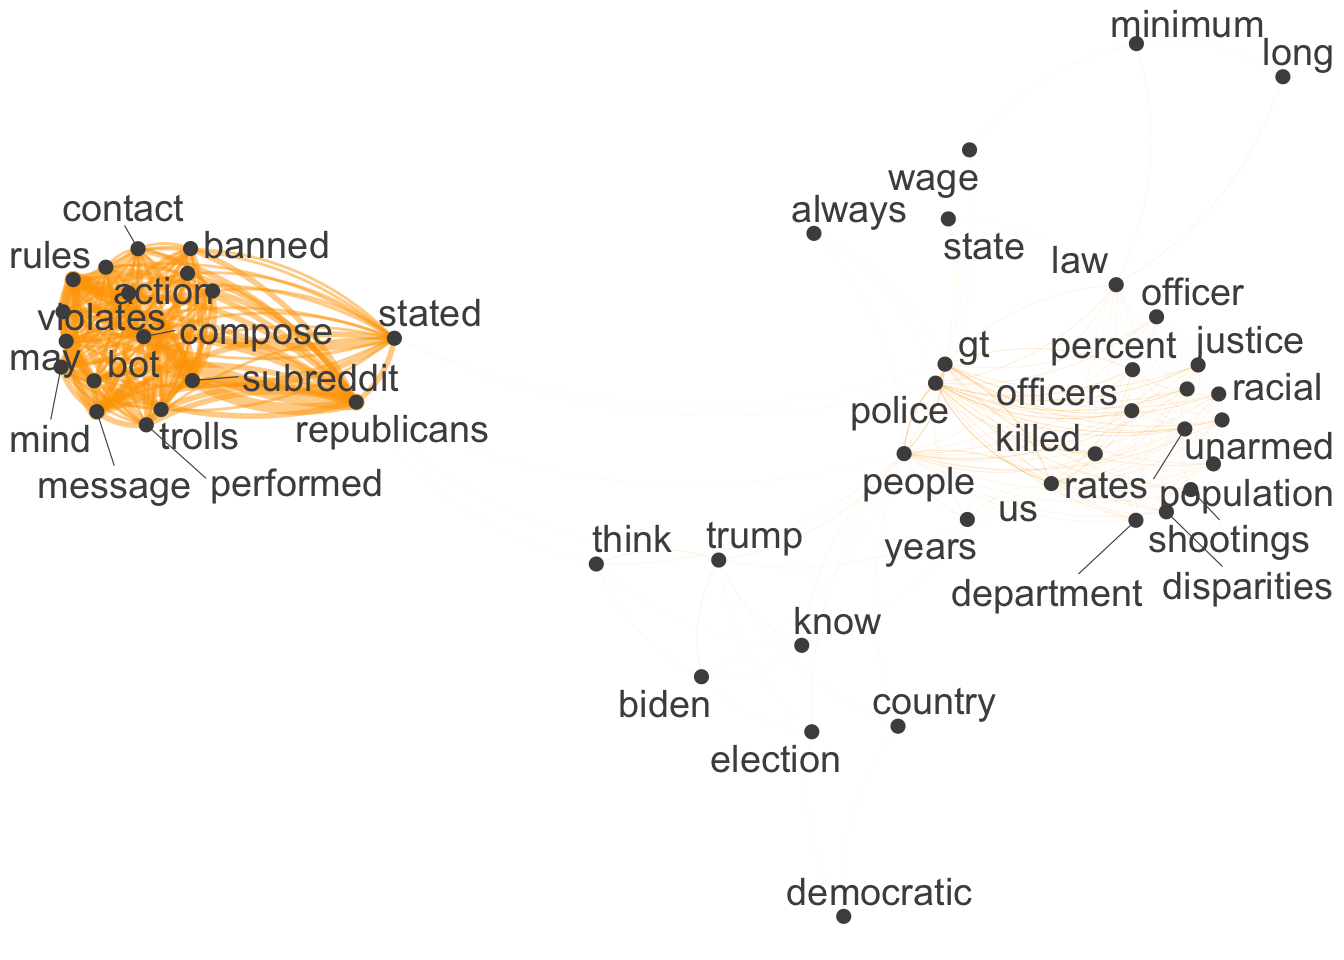 minimum
long
wage
always
state
law
contact
rules
banned
action
violates
compose
may
bot
subreddit
stated
republicans
mind
trolls
message
performed
officer
gt
percent
justice
officers
racial
police
killed
unarmed
people
rates
population
us
years
shootings
department
disparities
think
trump
know
biden
country
election
democratic